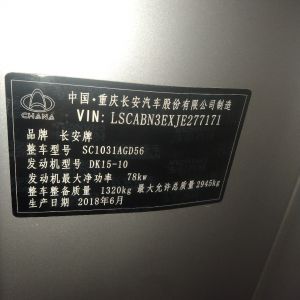 中国·重庆长安汽车股份有限公司制造
CHANA
VIN: LSCABN3EXJE277171
品牌 长安牌
整车型号 SC1031AGD56
发动机型号 DK15-10
发动机最大净功率 78kw
整车整备质量 1320kg 最大允许总质量 2945kg
生产日期 2018年6月